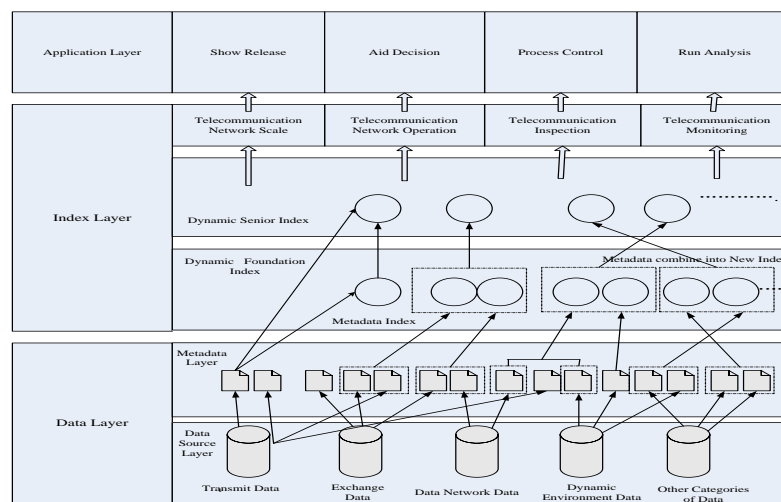 Application Layer
Show Release
Aid Decision
Process Control
Run Analysis
Telecommunication
Network Scale
Telecommunication
Network Operation
Telecommunication
Inspection
Telecommunication
Monitoring
Index Layer
Dynamic Senior Index
Dynamic Foundation
Index
Metadata combine into New Index
Metadata Index
Metadata
Layer
Data Layer
Data
Source
Layer
Transmit Data
Exchange
Data
Data Network Data
Dynamic
Environment Data
Other Categories
of Data